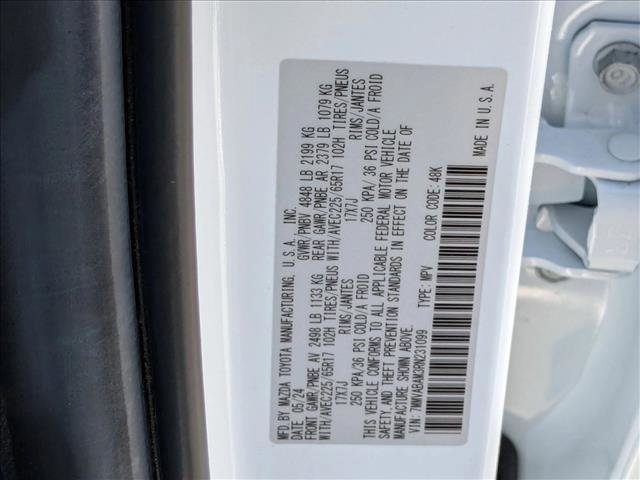 MFD. BY MAZDA TOYOTA MANUFACTURING, U.S.A., INC.
DATE 05/24 GVWR/PNBV 4848 LB 2199 KG
FRONT GAWR/PNBE AV 2498 LB 1133 KG REAR GAWR/PNBE AR 2379 LB 1079 KG
WITH/AVEC225/65R17 102H TIRES/PNEUS WITH/AVEC225/65R17 102H TIRES/PNEUS
17X7J RIMS/JANTES 17X7J RIMS/JANTES
250 KPA/36 PSI COLD/A FROID 250 KPA/ 36 PSI COLD/A FROID
THIS VEHICLE CONFORMS TO ALL APPLICABLE FEDERAL MOTOR VEHICLE
SAFETY, AND THEFT PREVENTION STANDARDS IN EFFECT ON THE DATE OF
MANUFACTURE SHOWN ABOVE.
7MMVABAM3RN231099 TYPE: MPV COLOR CODE: 48K
MADE IN U.S.A.